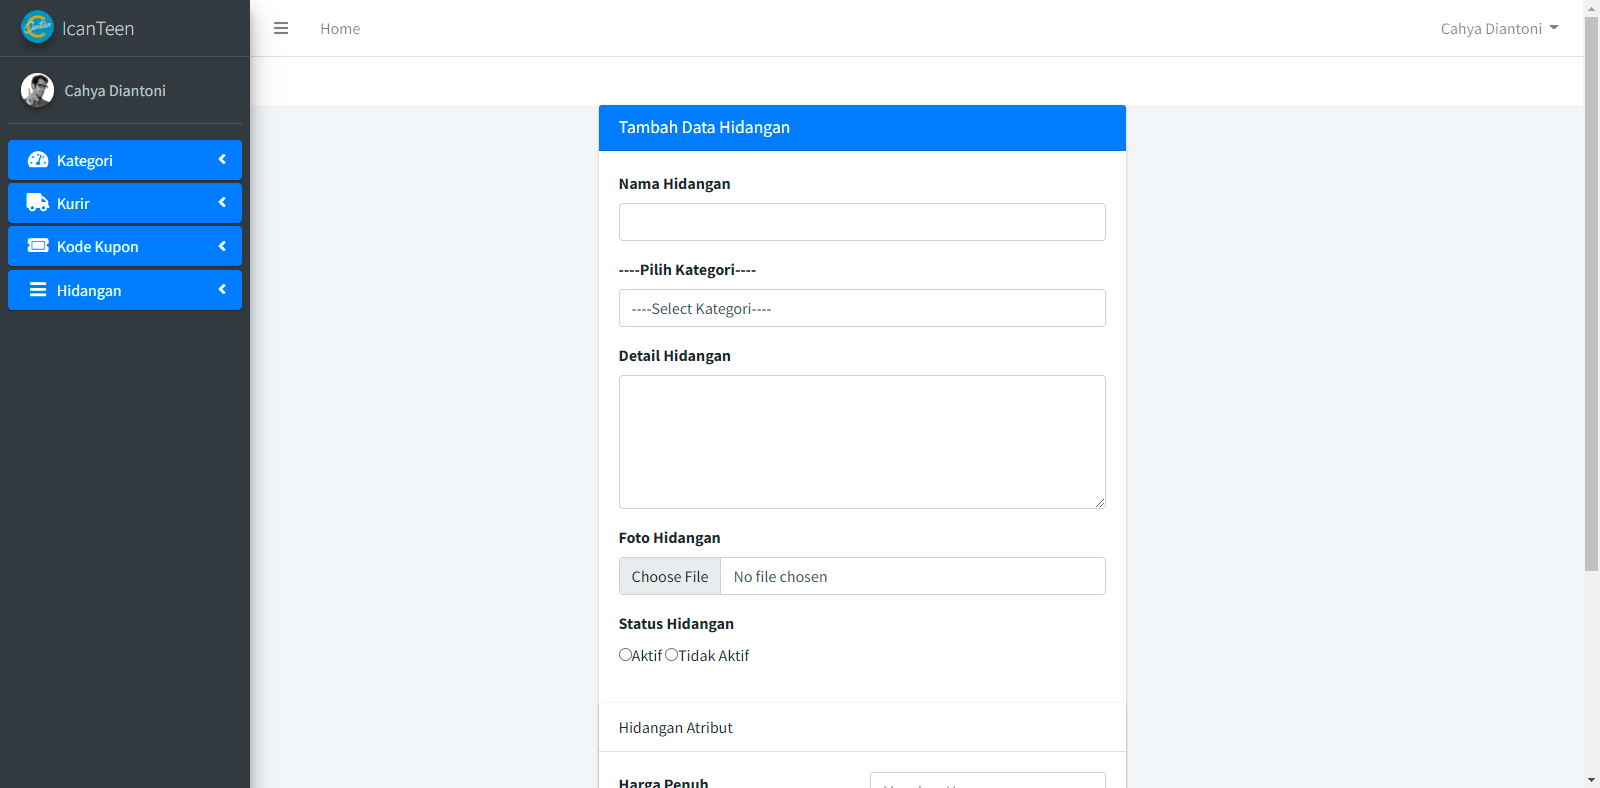 IcanTeen
Home
Cahya Diantoni
Cahya Diantoni
Kategori
Kurir
Kode Kupon
Hidangan
Tambah Data Hidangan
Nama Hidangan
----Pilih Kategori----
----Select Kategori----
Detail Hidangan
Foto Hidangan
Choose File No file chosen
Status Hidangan
Aktif Tidak Aktif
Hidangan Atribut
Harga Penuh